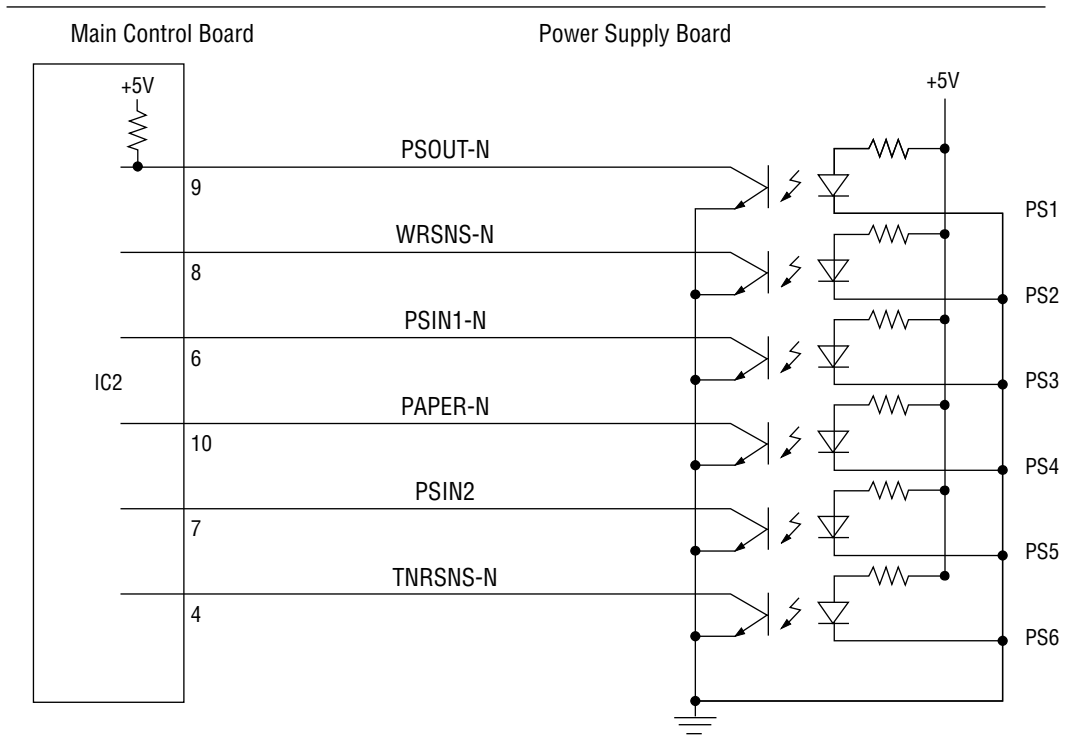 Main Control Board
Power Supply Board
+5V
+5V
PSOUT-N
9
PS1
WRSNS-N
8
PS2
PSIN1-N
6
PS3
IC2
PAPER-N
10
PS4
PSIN2
7
PS5
TNRSNS-N
4
PS6